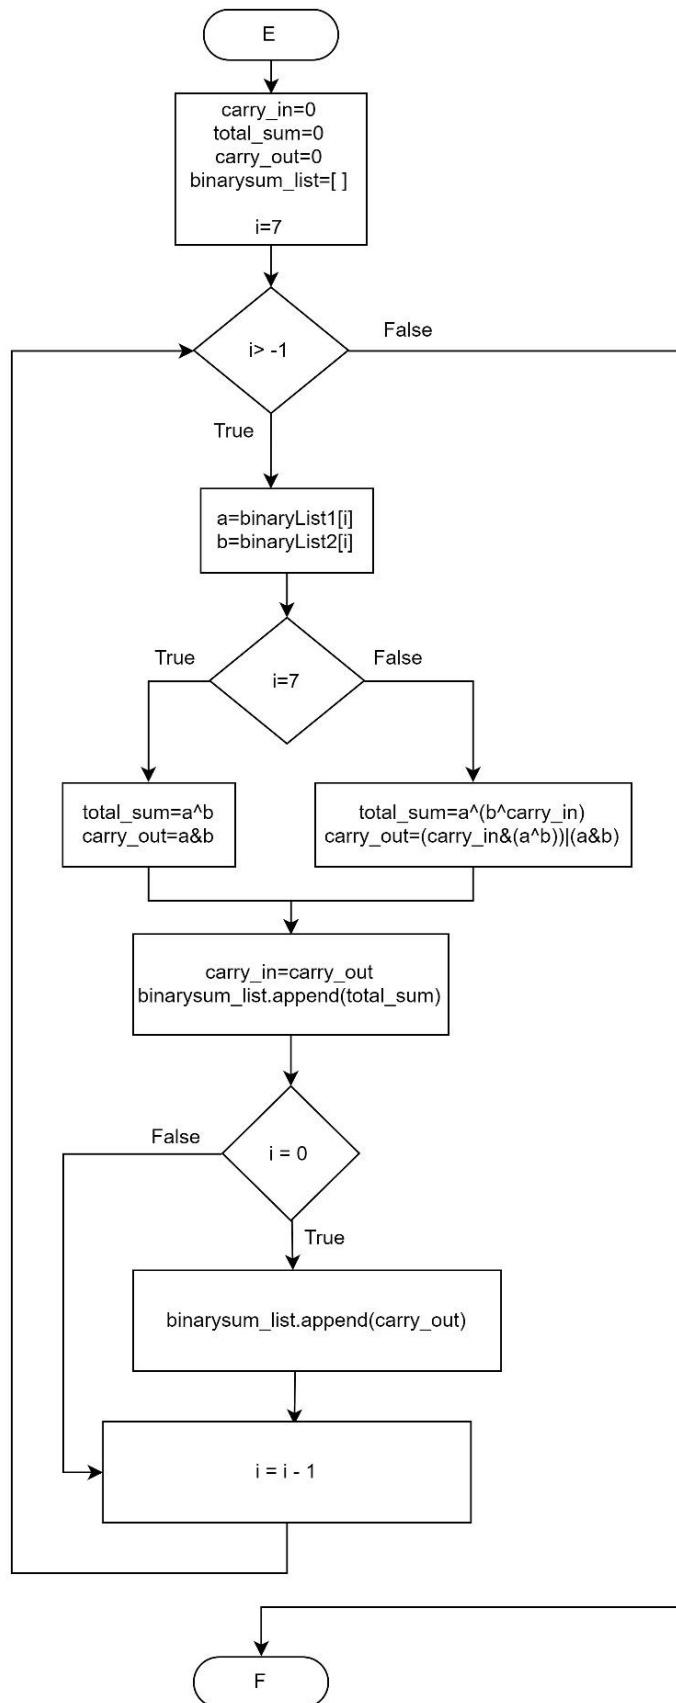 E
carry_in=0
total_sum=0
carry_out=0
binarysum_list=[ ]
i=7
i> -1
False
True
a=binaryList1[i]
b=binaryList2[i]
True
False
i=7
total_sum=a^b
carry_out=a&b
total_sum=a^(b^carry_in)
carry_out=(carry_in&(a^b))|(a&b)
carry_in=carry_out
binarysum_list.append(total_sum)
False
i = 0
True
binarysum_list.append(carry_out)
i = i - 1
F